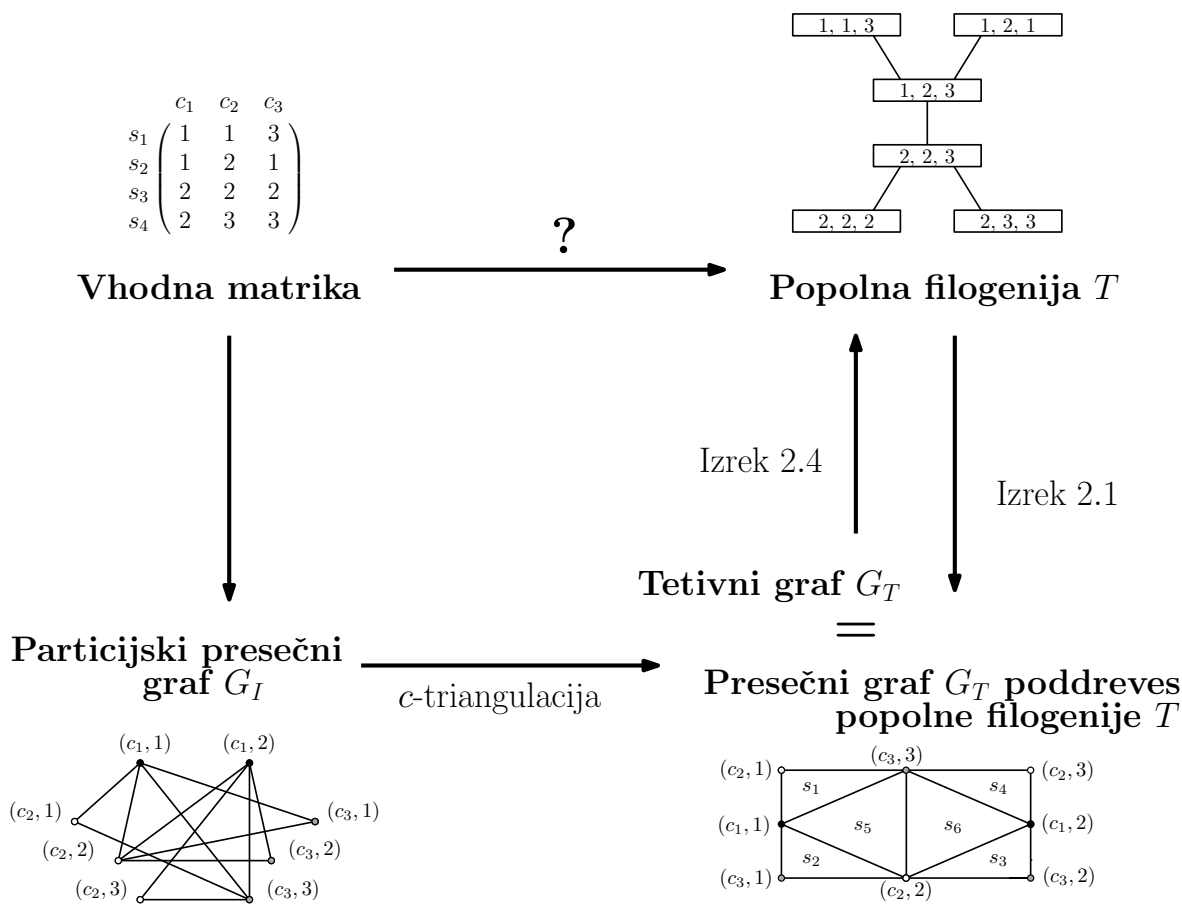 1, 1, 3
1, 2, 1
1, 2, 3
2, 2, 3
2, 2, 2
2, 3, 3
c₁ c₂ c₃
s₁ 1 1 3
s₂ 1 2 1
s₃ 2 2 2
s₄ 2 3 3
?
Vhodna matrika
Popolna filogenija T
Izrek 2.4
Izrek 2.1
Tetivni graf G_T
=
Particijski presečni
graf G_I
c-triangulacija
Presečni graf G_T poddreves
popolne filogenije T
(c₁, 1)
(c₁, 2)
(c₂, 1)
(c₃, 1)
(c₂, 2)
(c₃, 2)
(c₂, 3)
(c₃, 3)
(c₃, 3)
(c₂, 1)
(c₂, 3)
s₁
s₄
(c₁, 1)
s₅
s₆
(c₁, 2)
s₂
s₃
(c₃, 1)
(c₂, 2)
(c₃, 2)